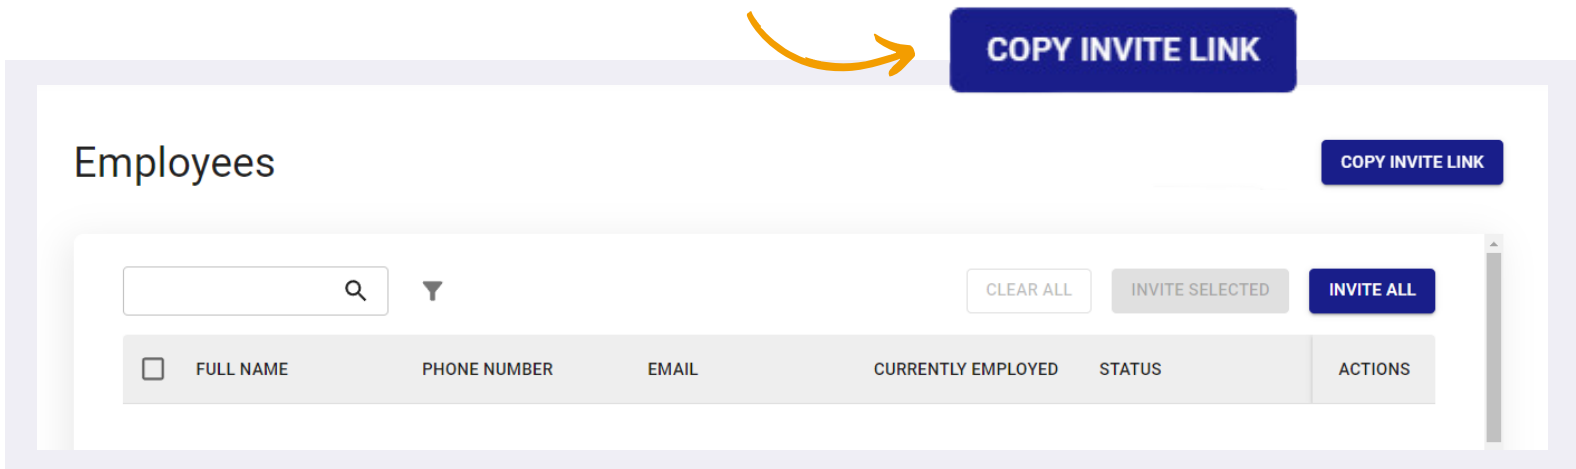 COPY INVITE LINK
Employees
COPY INVITE LINK
CLEAR ALL
INVITE SELECTED
INVITE ALL
FULL NAME
PHONE NUMBER
EMAIL
CURRENTLY EMPLOYED
STATUS
ACTIONS